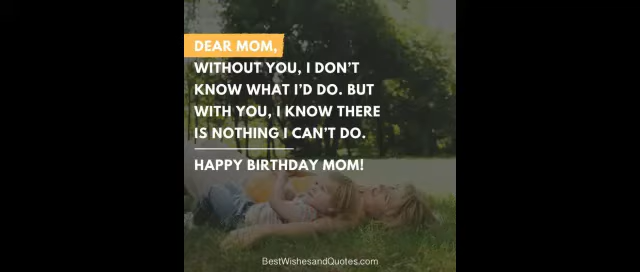 DEAR MOM,
WITHOUT YOU, I DON'T
KNOW WHAT I'D DO. BUT
WITH YOU, I KNOW THERE
IS NOTHING I CAN'T DO.
HAPPY BIRTHDAY MOM!
BestWishesandQuotes.com